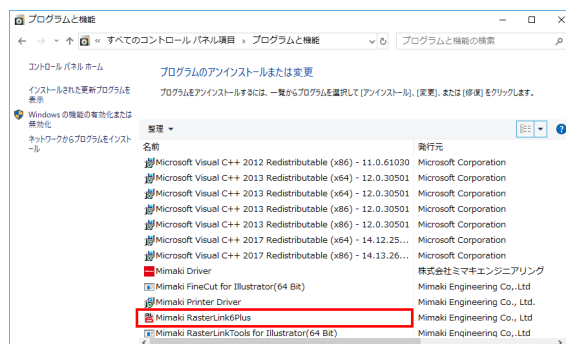 プログラムと機能
« すべてのコントロール パネル項目 › プログラムと機能
プログラムと機能の検索
コントロール パネル ホーム
インストールされた更新プログラムを
表示
Windows の機能の有効化または
無効化
ネットワークからプログラムをインスト
ール
プログラムのアンインストールまたは変更
プログラムをアンインストールするには、一覧からプログラムを選択して [アンインストール]、[変更]、または [修復] をクリックします。
整理
名前 発行元
Microsoft Visual C++ 2012 Redistributable (x86) - 11.0.61030 Microsoft Corporation
Microsoft Visual C++ 2013 Redistributable (x64) - 12.0.30501 Microsoft Corporation
Microsoft Visual C++ 2013 Redistributable (x64) - 12.0.30501 Microsoft Corporation
Microsoft Visual C++ 2013 Redistributable (x86) - 12.0.30501 Microsoft Corporation
Microsoft Visual C++ 2013 Redistributable (x86) - 12.0.30501 Microsoft Corporation
Microsoft Visual C++ 2017 Redistributable (x64) - 14.12.25... Microsoft Corporation
Microsoft Visual C++ 2017 Redistributable (x86) - 14.13.26... Microsoft Corporation
Mimaki Driver 株式会社ミマキエンジニアリング
Mimaki FineCut for Illustrator(64 Bit) Mimaki Engineering Co,.Ltd
Mimaki Printer Driver Mimaki Engineering Co., Ltd.
Mimaki RasterLink6Plus Mimaki Engineering Co., Ltd
Mimaki RasterLinkTools for Illustrator(64 Bit) Mimaki Engineering Co,.Ltd